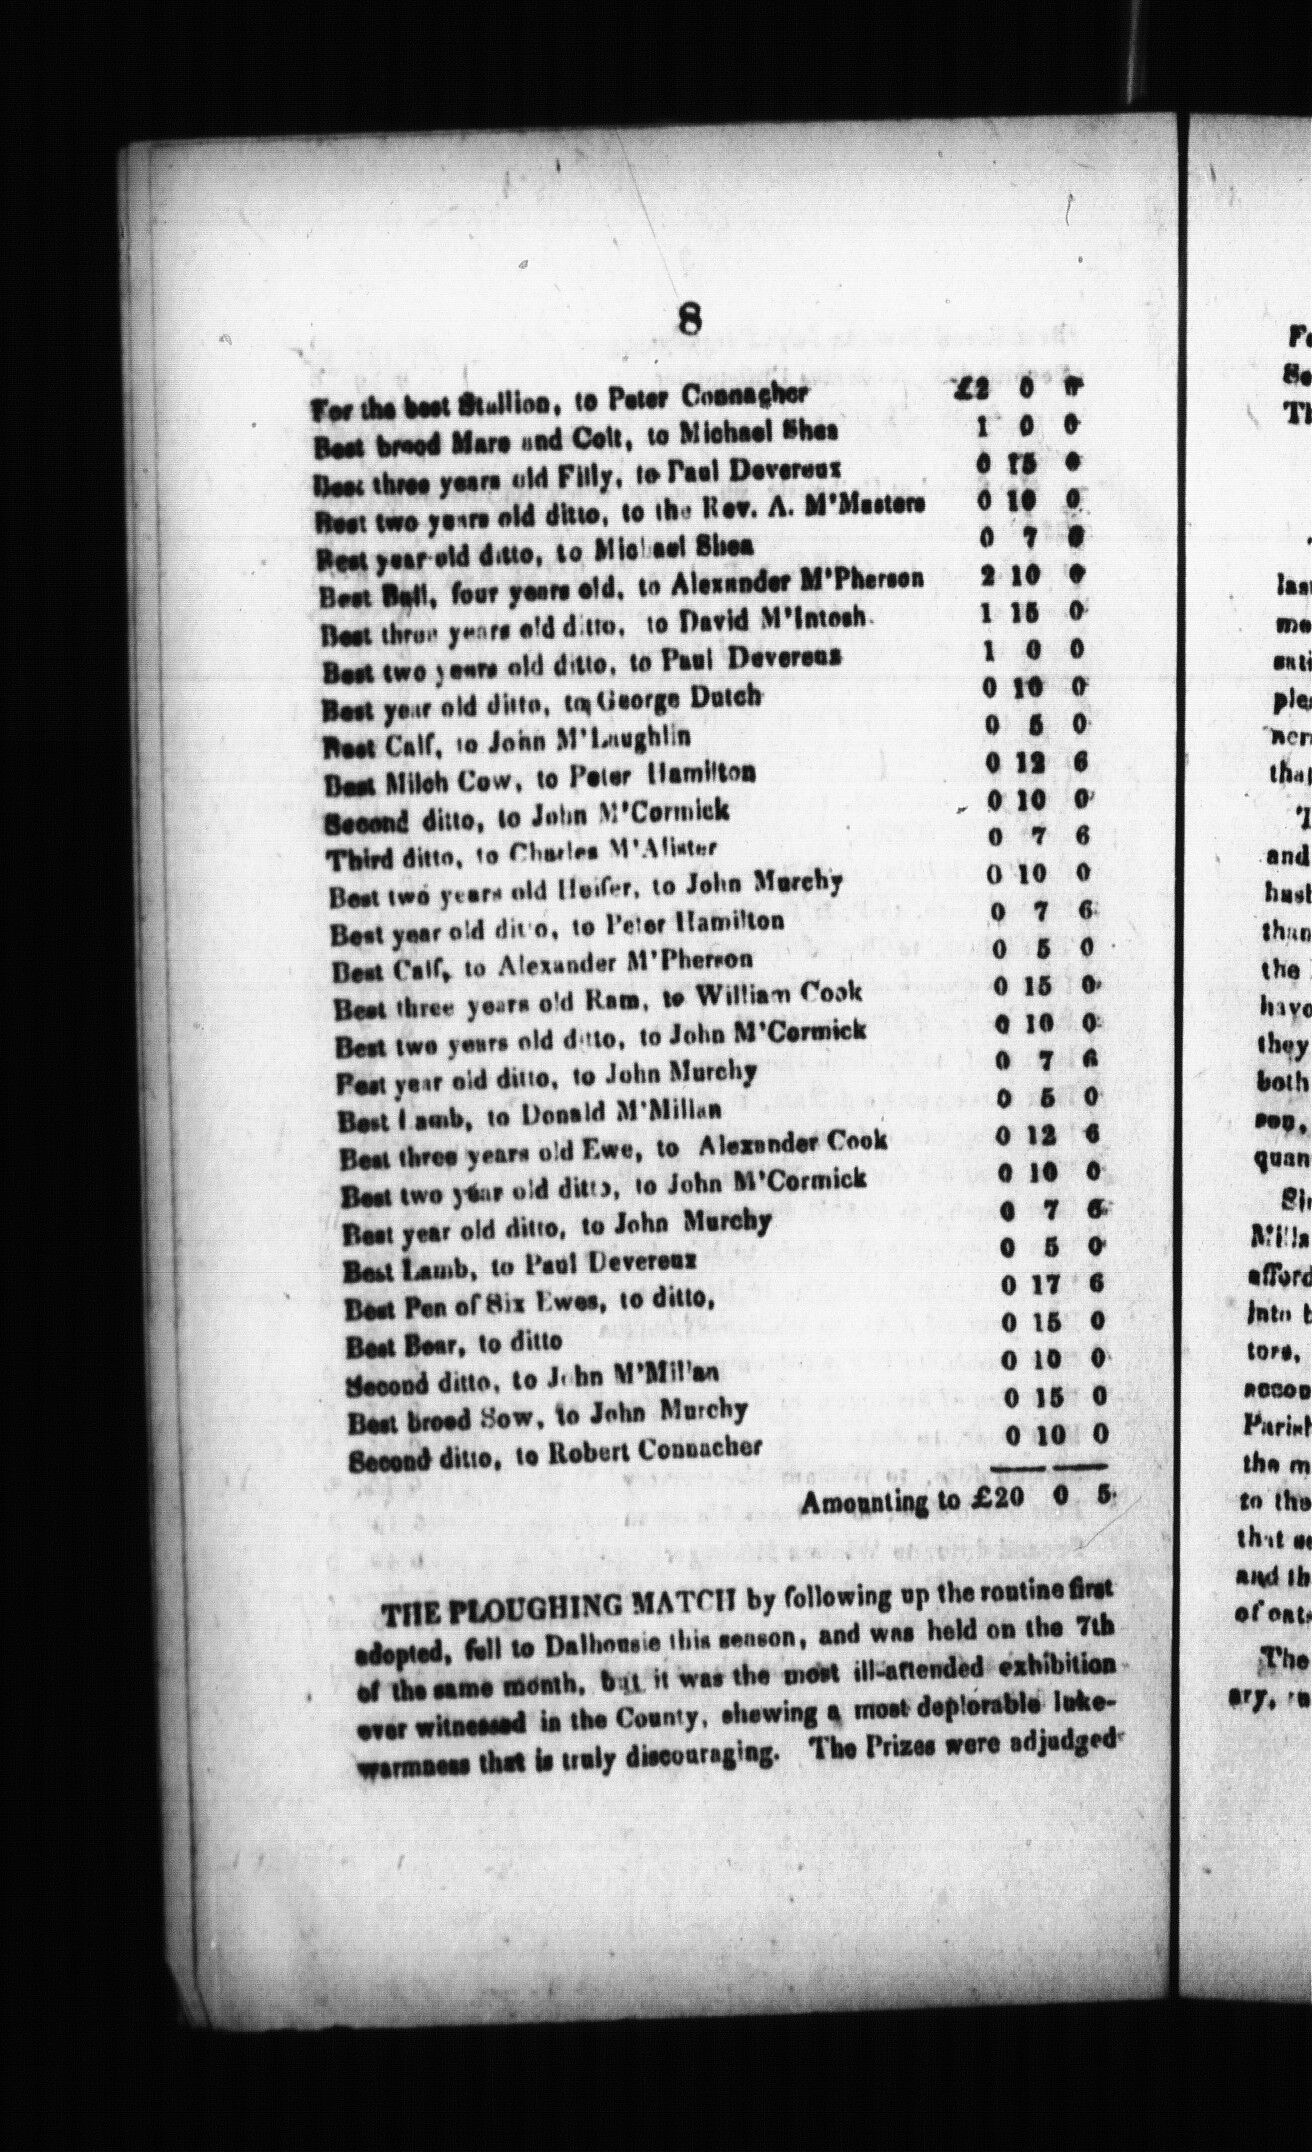 8
For the best Stallion, to Peter Connagher £2 0 0
Best breed Mare and Colt, to Michael Shea 1 0 0
Best three years old Filly, to Paul Devereux 0 15 0
Best two years old ditto, to the Rev. A. M'Masters 0 10 0
Best year old ditto, to Michael Shea 0 7 6
Best Bull, four years old, to Alexander M'Pherson 2 10 0
Best three years old ditto, to David M'Intosh 1 15 0
Best two years old ditto, to Paul Devereux 1 0 0
Best year old ditto, to George Dutch 0 10 0
Best Calf, to John M'Laughlin 0 5 0
Best Milch Cow, to Peter Hamilton 0 12 6
Second ditto, to John M'Cormick 0 10 0
Third ditto, to Charles M'Alister 0 7 6
Best two years old Heifer, to John Murchy 0 10 0
Best year old ditto, to Peter Hamilton 0 7 6
Best Calf, to Alexander M'Pherson 0 5 0
Best three years old Ram, to William Cook 0 15 0
Best two years old ditto, to John M'Cormick 0 10 0
Best year old ditto, to John Murchy 0 7 6
Best Lamb, to Donald M'Millan 0 5 0
Best three years old Ewe, to Alexander Cook 0 12 6
Best two year old ditto, to John M'Cormick 0 10 0
Best year old ditto, to John Murchy 0 7 6
Best Lamb, to Paul Devereux 0 5 0
Best Pen of Six Ewes, to ditto, 0 17 6
Best Boar, to ditto 0 15 0
Second ditto, to John M'Millan 0 10 0
Best breed Sow, to John Murchy 0 15 0
Second ditto, to Robert Connacher 0 10 0
Amounting to £20 0 5
THE PLOUGHING MATCH by following up the routine first
adopted, fell to Dalhousie this season, and was held on the 7th
of the same month, but it was the most ill-attended exhibition
ever witnessed in the County, shewing a most deplorable luke-
warmness that is truly discouraging. The Prizes were adjudged